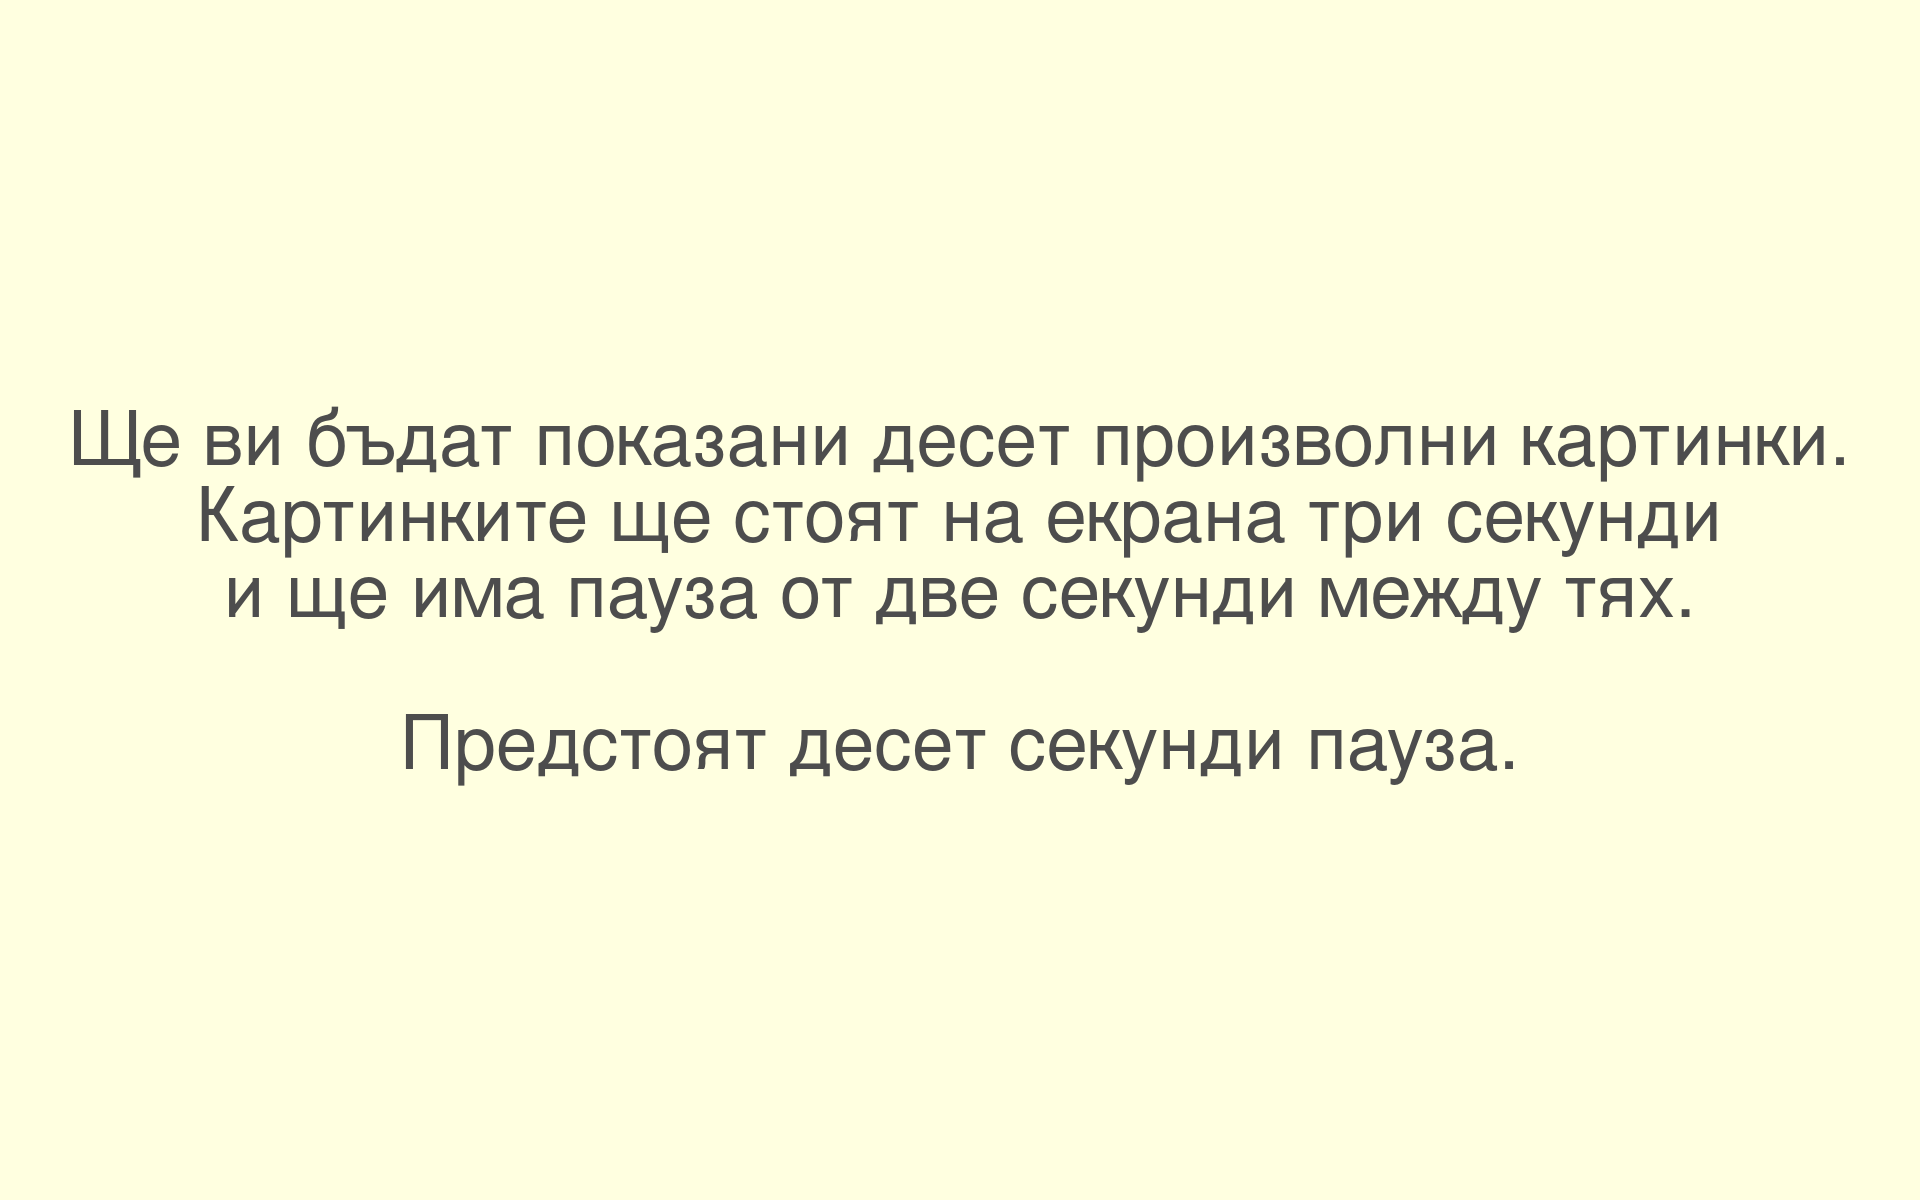 Ще ви бъдат показани десет произволни картинки.
Картинките ще стоят на екрана три секунди
и ще има пауза от две секунди между тях.
Предстоят десет секунди пауза.